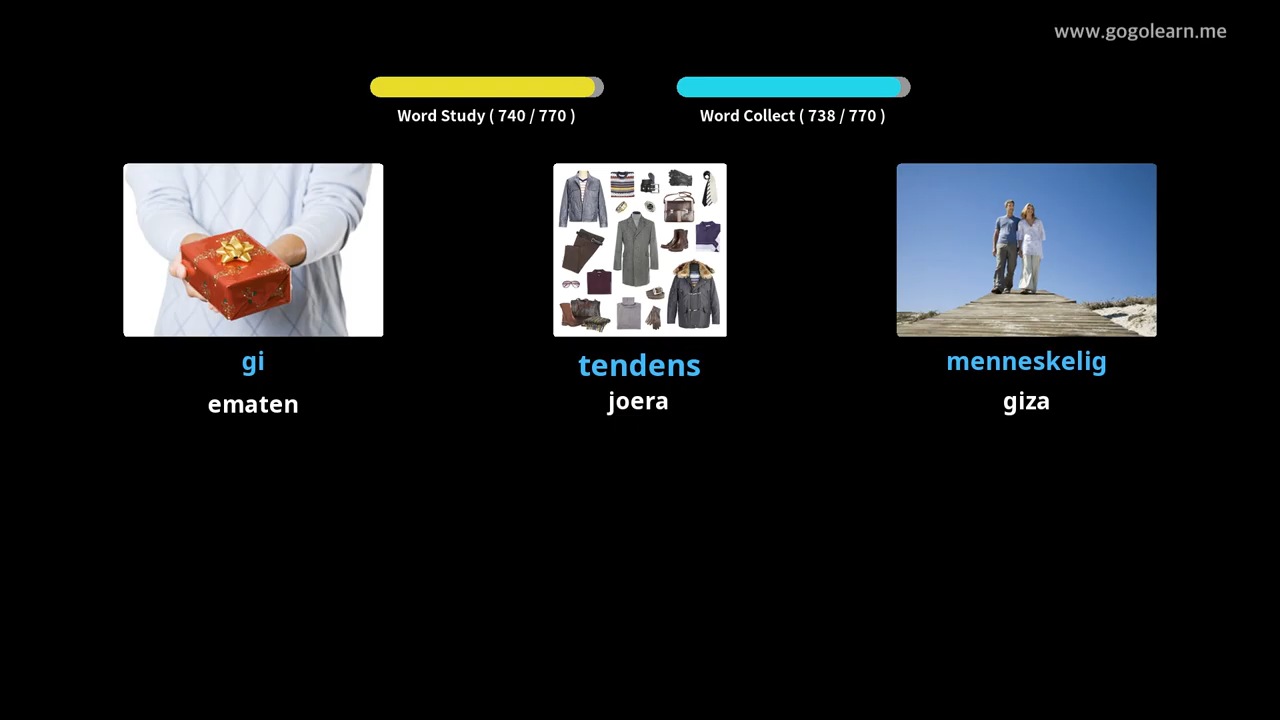 www.gogolearn.me
Word Study ( 740 / 770 )
Word Collect ( 738 / 770 )
gi
ematen
tendens
joera
menneskelig
giza